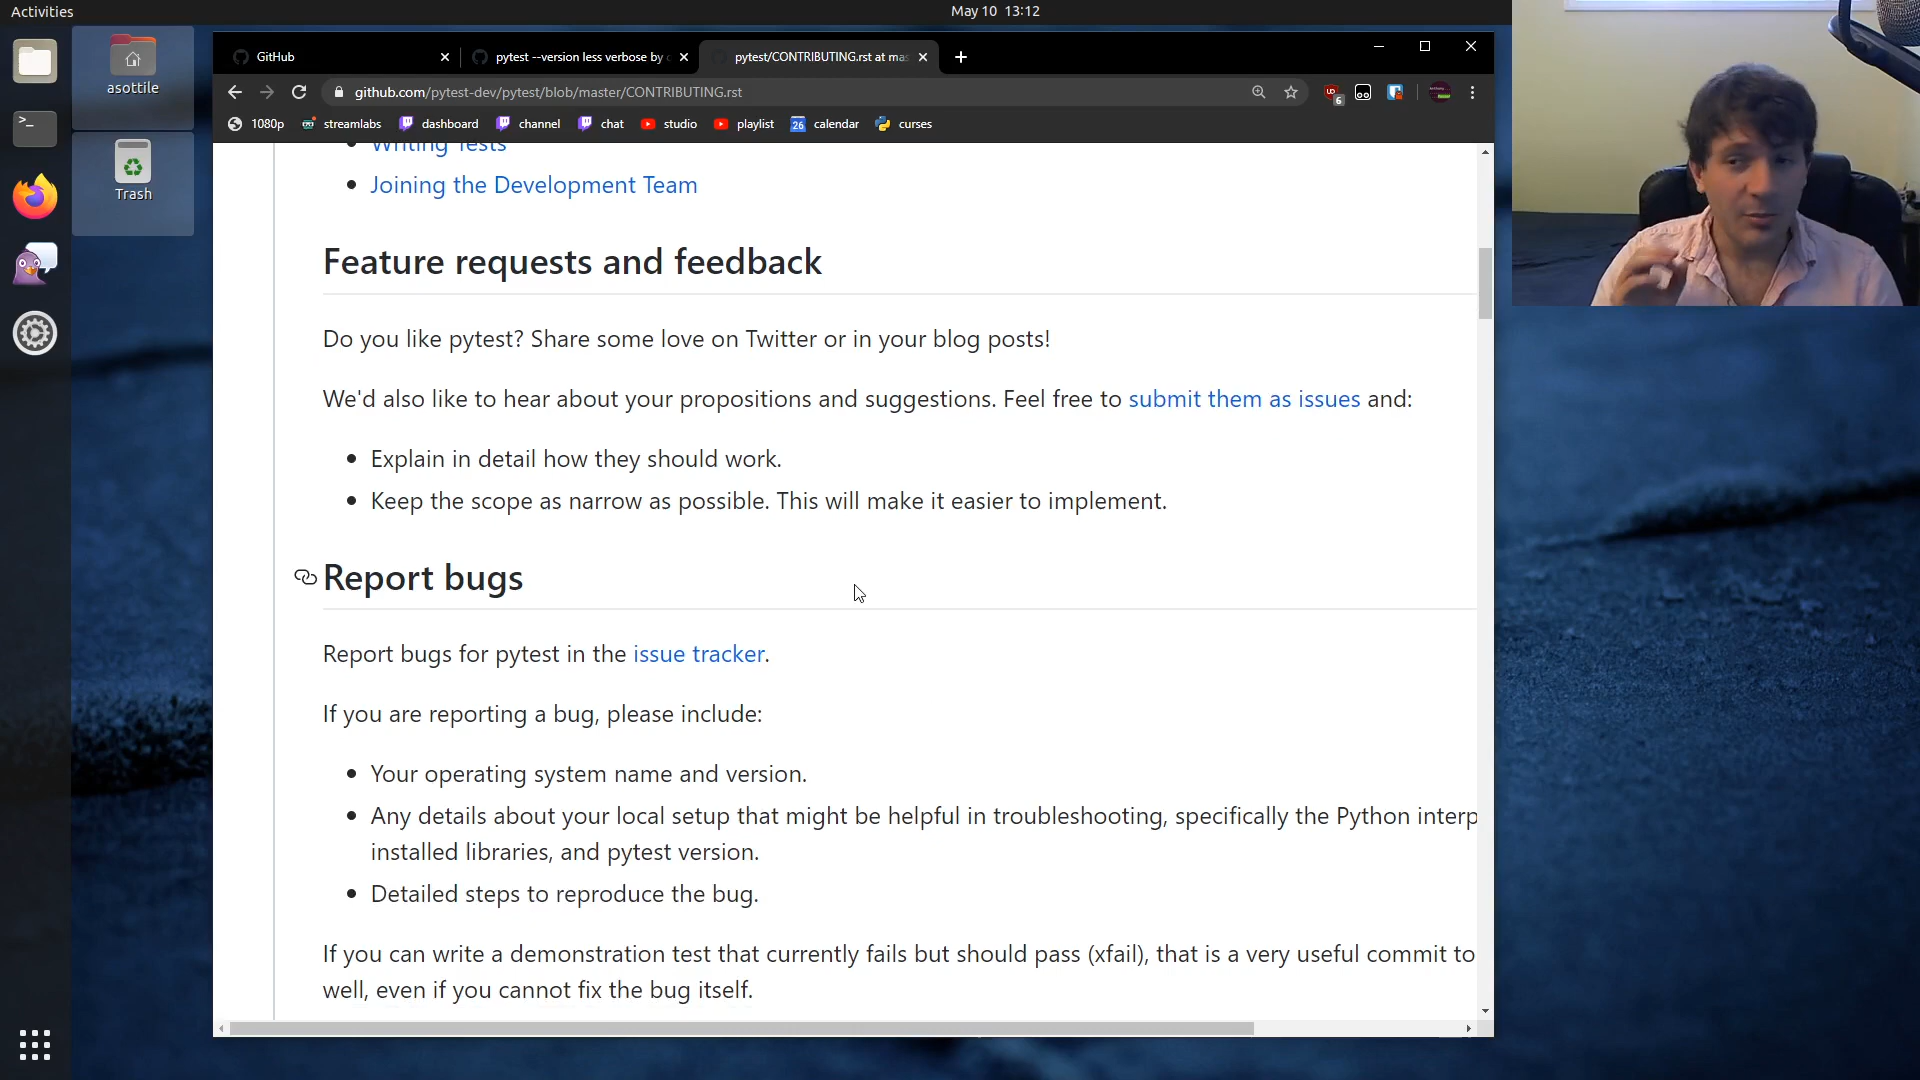 Activities
May 10 13:12
asottile
Trash
GitHub
pytest --version less verbose by
pytest/CONTRIBUTING.rst at mas
github.com/pytest-dev/pytest/blob/master/CONTRIBUTING.rst
6
1080p
streamlabs
dashboard
channel
chat
studio
playlist
26
calendar
curses
Writing Tests
Joining the Development Team
Feature requests and feedback
Do you like pytest? Share some love on Twitter or in your blog posts!
We'd also like to hear about your propositions and suggestions. Feel free to submit them as issues and:
Explain in detail how they should work.
Keep the scope as narrow as possible. This will make it easier to implement.
Report bugs
Report bugs for pytest in the issue tracker.
If you are reporting a bug, please include:
Your operating system name and version.
Any details about your local setup that might be helpful in troubleshooting, specifically the Python interp
installed libraries, and pytest version.
Detailed steps to reproduce the bug.
If you can write a demonstration test that currently fails but should pass (xfail), that is a very useful commit to
well, even if you cannot fix the bug itself.